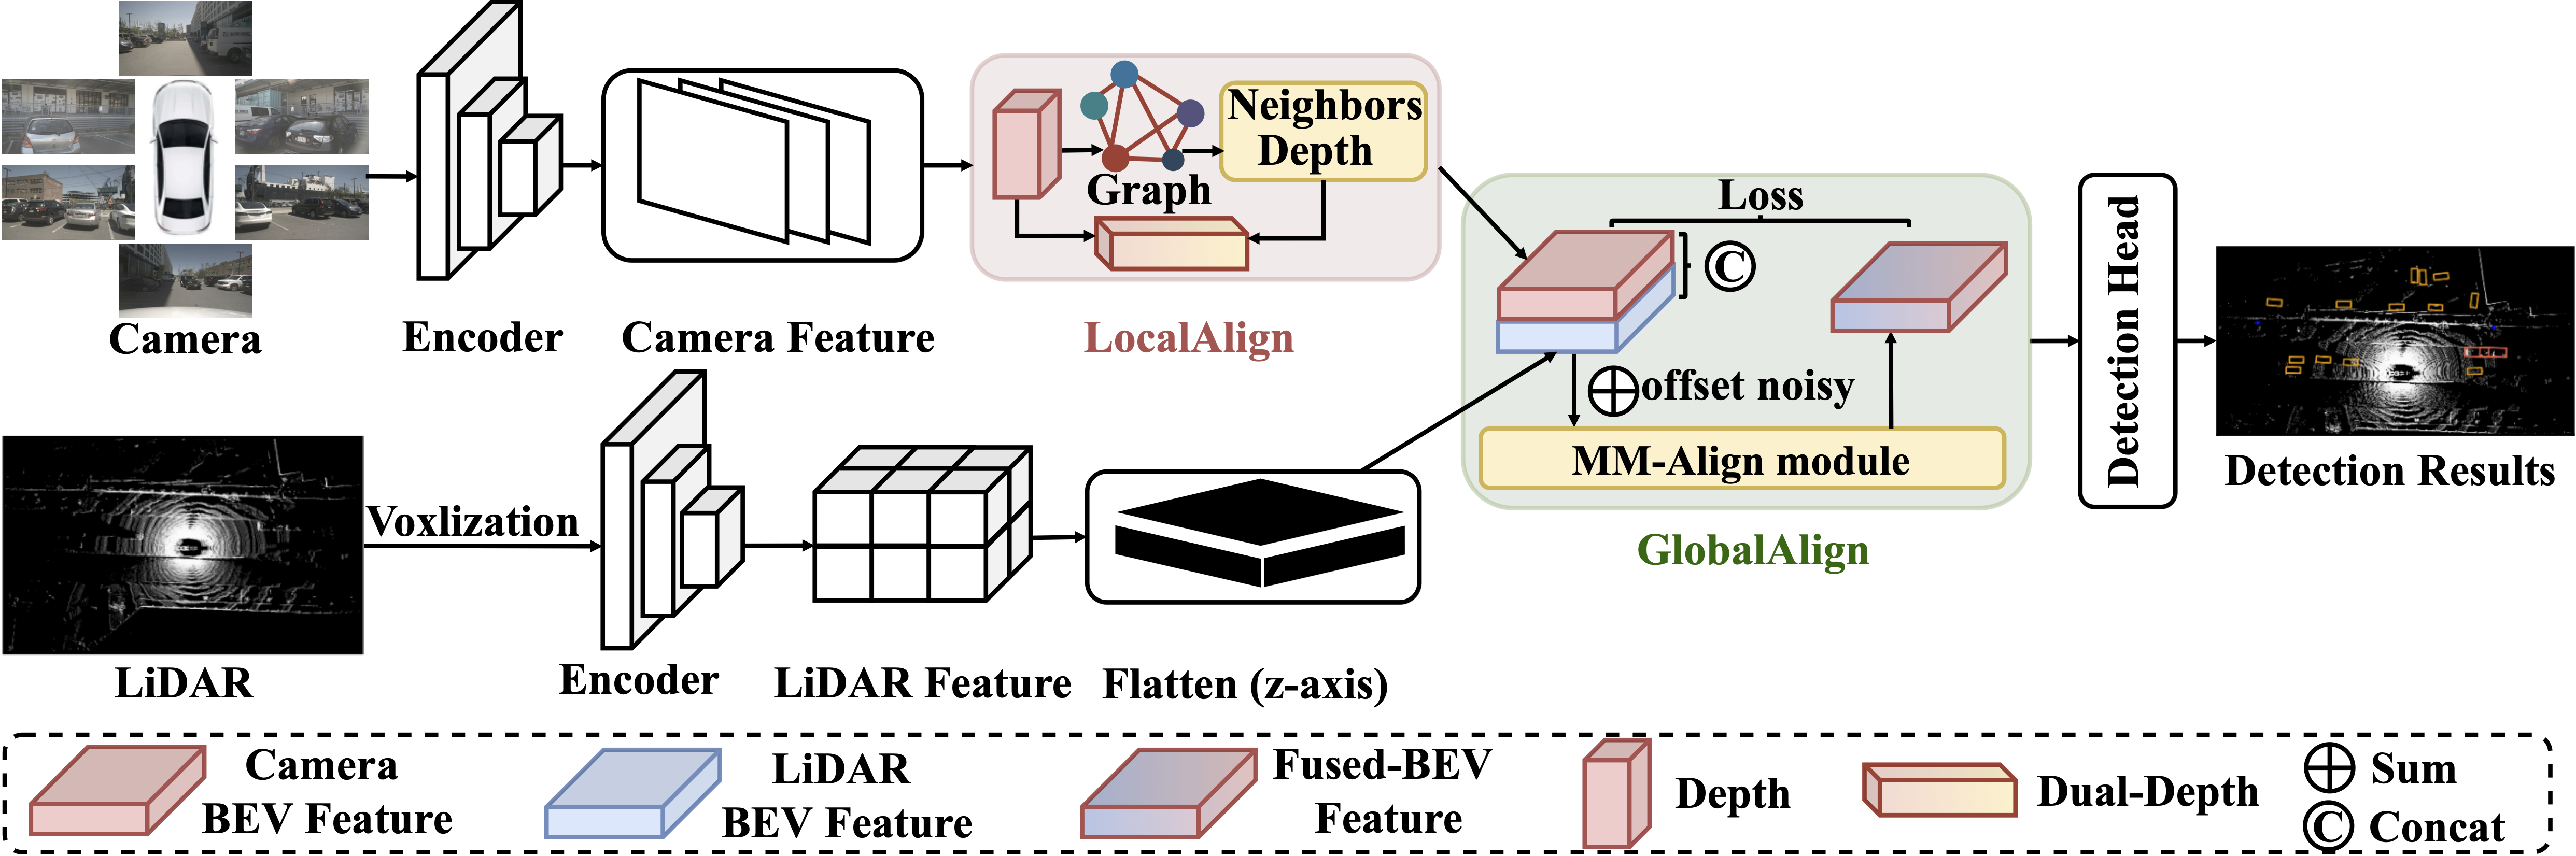 Camera
Encoder
Camera Feature
Graph
Neighbors
Depth
LocalAlign
Loss
C
offset noisy
MM-Align module
GlobalAlign
Detection Head
Detection Results
LiDAR
Voxlization
Encoder
LiDAR Feature
Flatten (z-axis)
Camera
BEV Feature
LiDAR
BEV Feature
Fused-BEV
Feature
Depth
Dual-Depth
Sum
C Concat